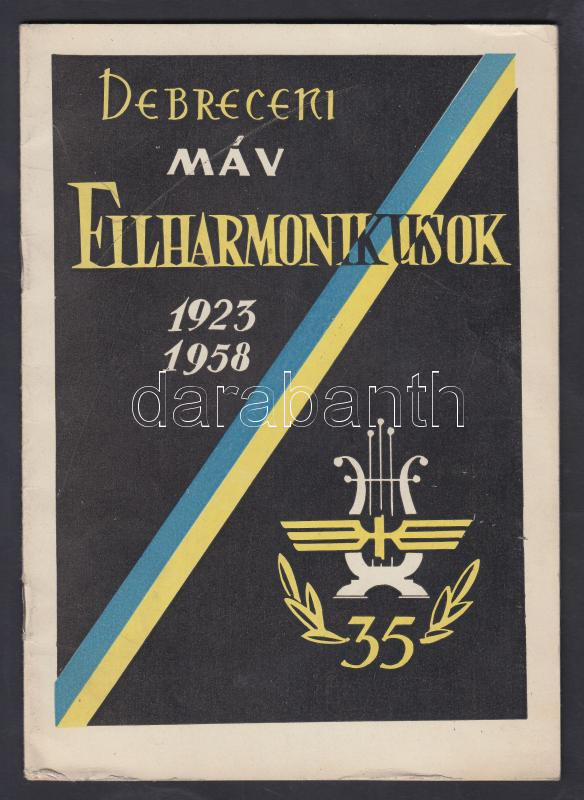 DEBRECENI
MÁV
FILHARMONIKUSOK
1923
1958
darabanth
35